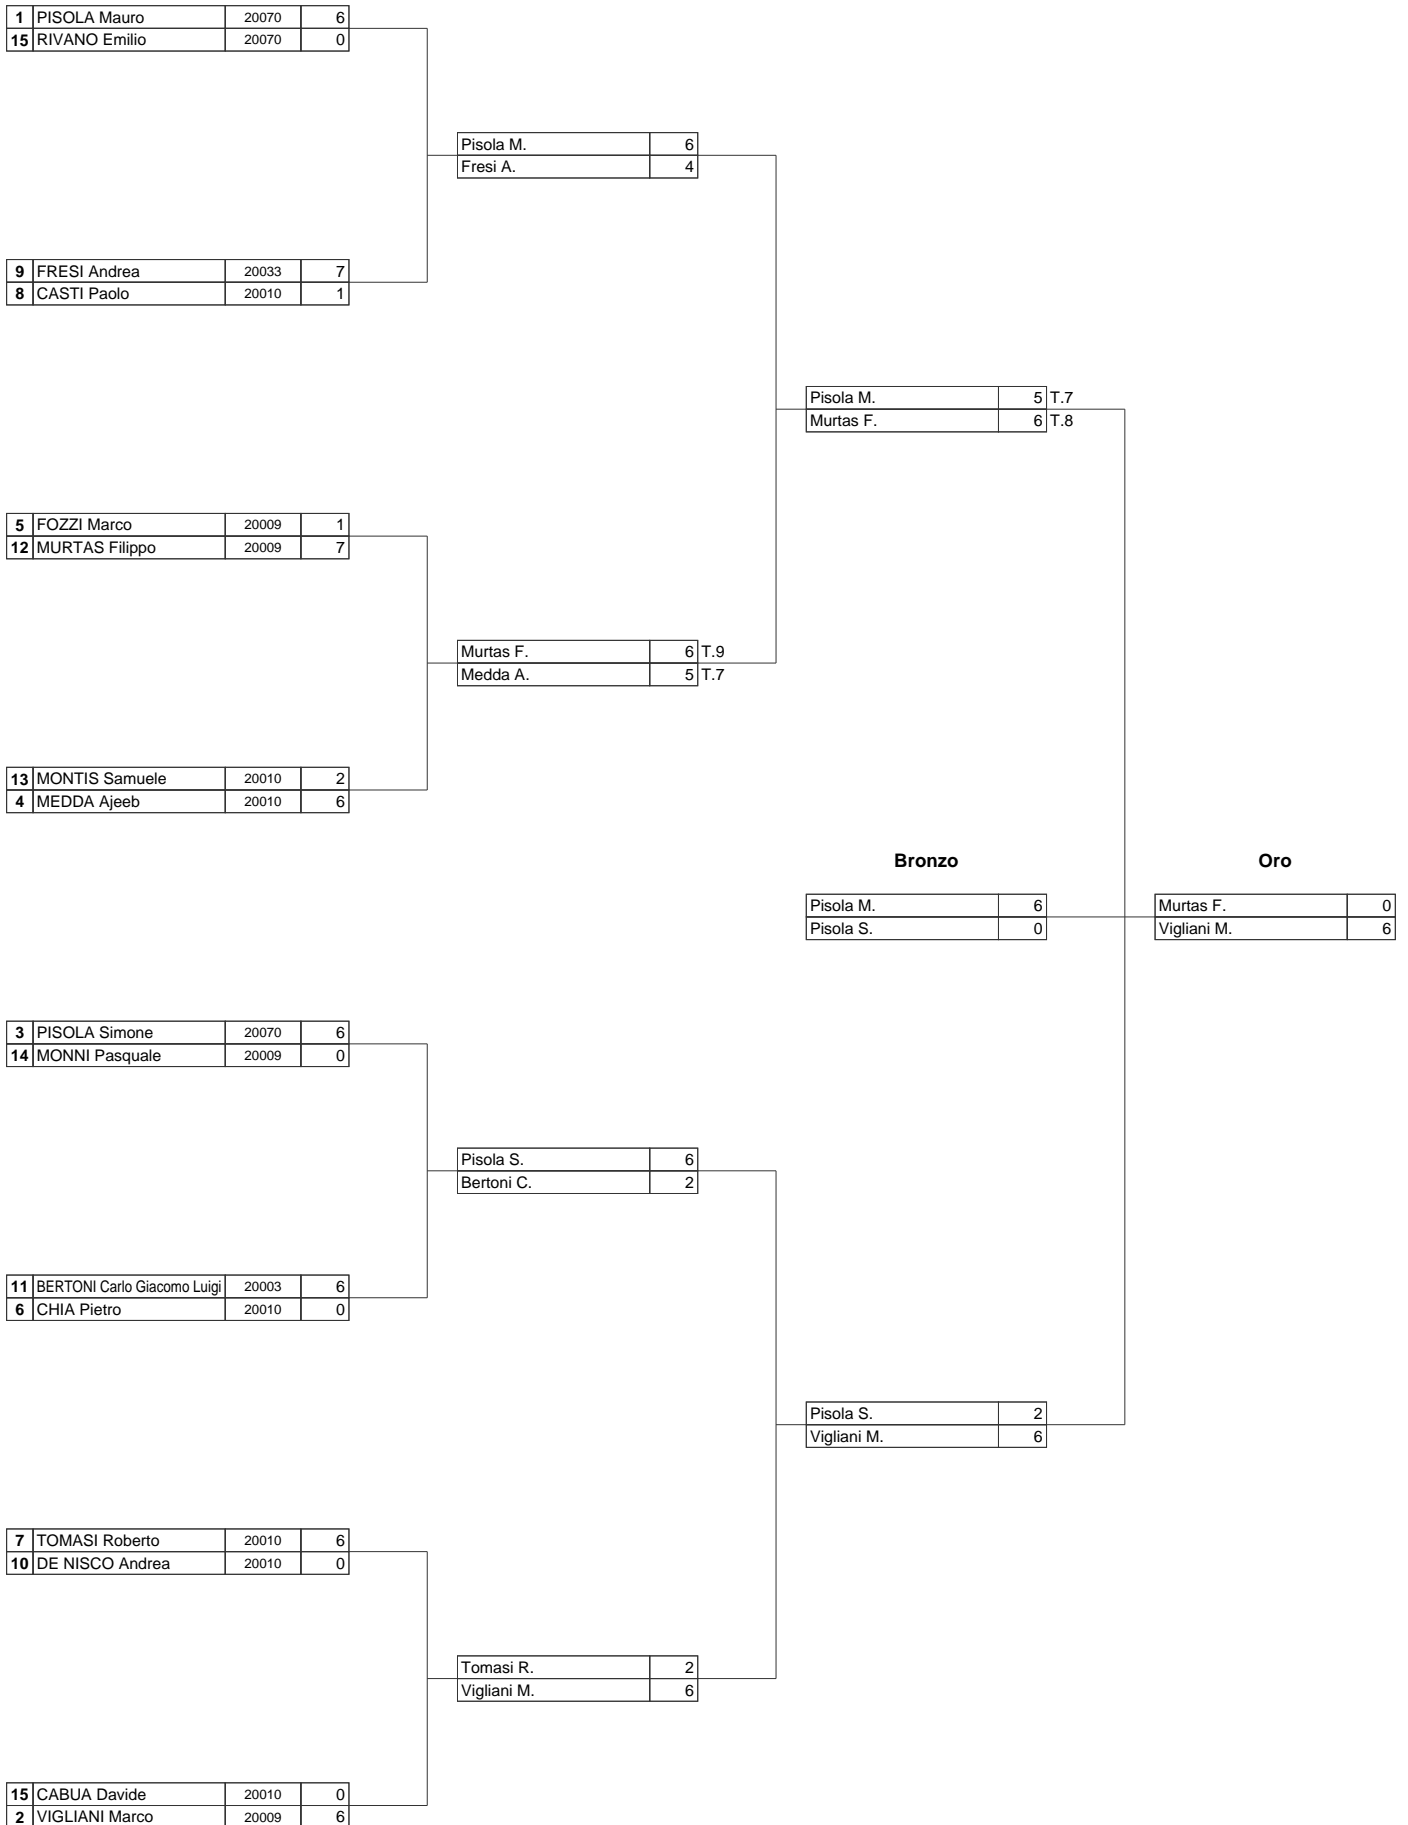 1 PISOLA Mauro 20070 6
15 RIVANO Emilio 20070 0
Pisola M. 6
Fresi A. 4
9 FRESI Andrea 20033 7
8 CASTI Paolo 20010 1
Pisola M. 5 T.7
Murtas F. 6 T.8
5 FOZZI Marco 20009 1
12 MURTAS Filippo 20009 7
Murtas F. 6 T.9
Medda A. 5 T.7
13 MONTIS Samuele 20010 2
4 MEDDA Ajeeb 20010 6
Bronzo Oro
Pisola M. 6 Murtas F. 0
Pisola S. 0 Vigliani M. 6
3 PISOLA Simone 20070 6
14 MONNI Pasquale 20009 0
Pisola S. 6
Bertoni C. 2
11 BERTONI Carlo Giacomo Luigi 20003 6
6 CHIA Pietro 20010 0
Pisola S. 2
Vigliani M. 6
7 TOMASI Roberto 20010 6
10 DE NISCO Andrea 20010 0
Tomasi R. 2
Vigliani M. 6
15 CABUA Davide 20010 0
2 VIGLIANI Marco 20009 6